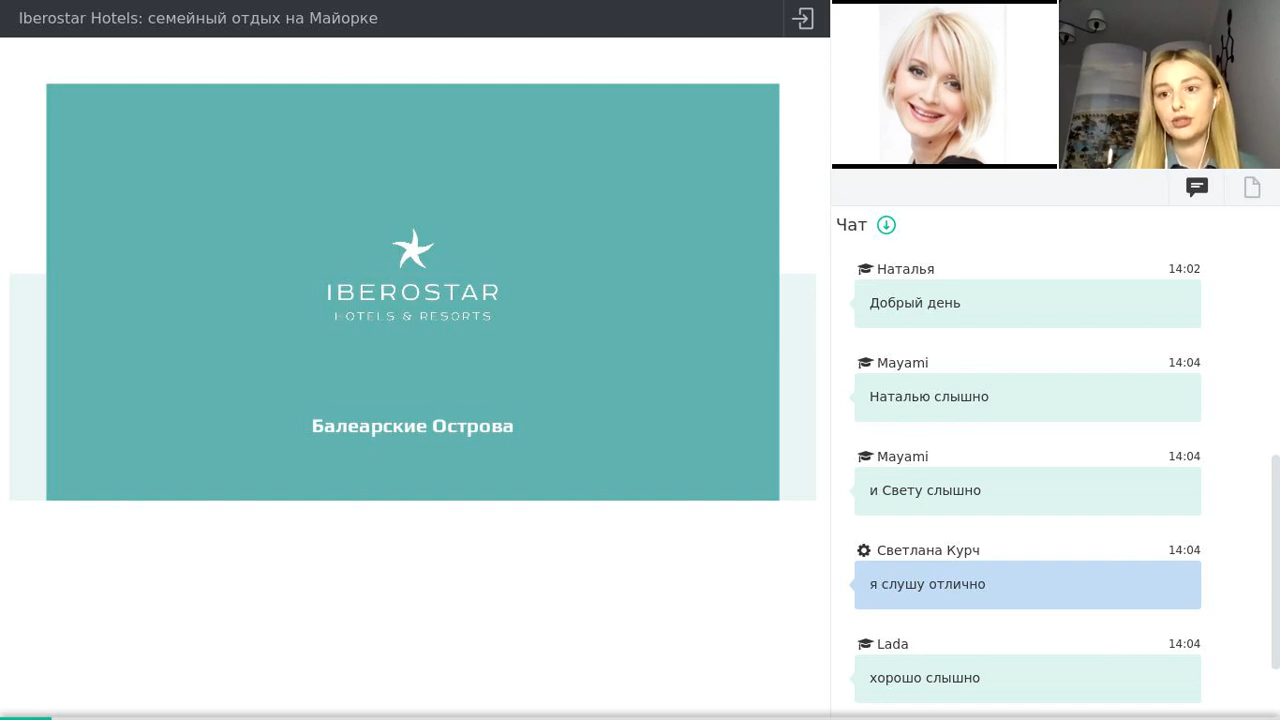 Iberostar Hotels: семейный отдых на Майорке
IBEROSTAR
HOTELS & RESORTS
Балеарские Острова
Чат
Наталья 14:02
Добрый день
Mayami 14:04
Наталью слышно
Mayami 14:04
и Свету слышно
Светлана Курч 14:04
я слушу отлично
Lada 14:04
хорошо слышно